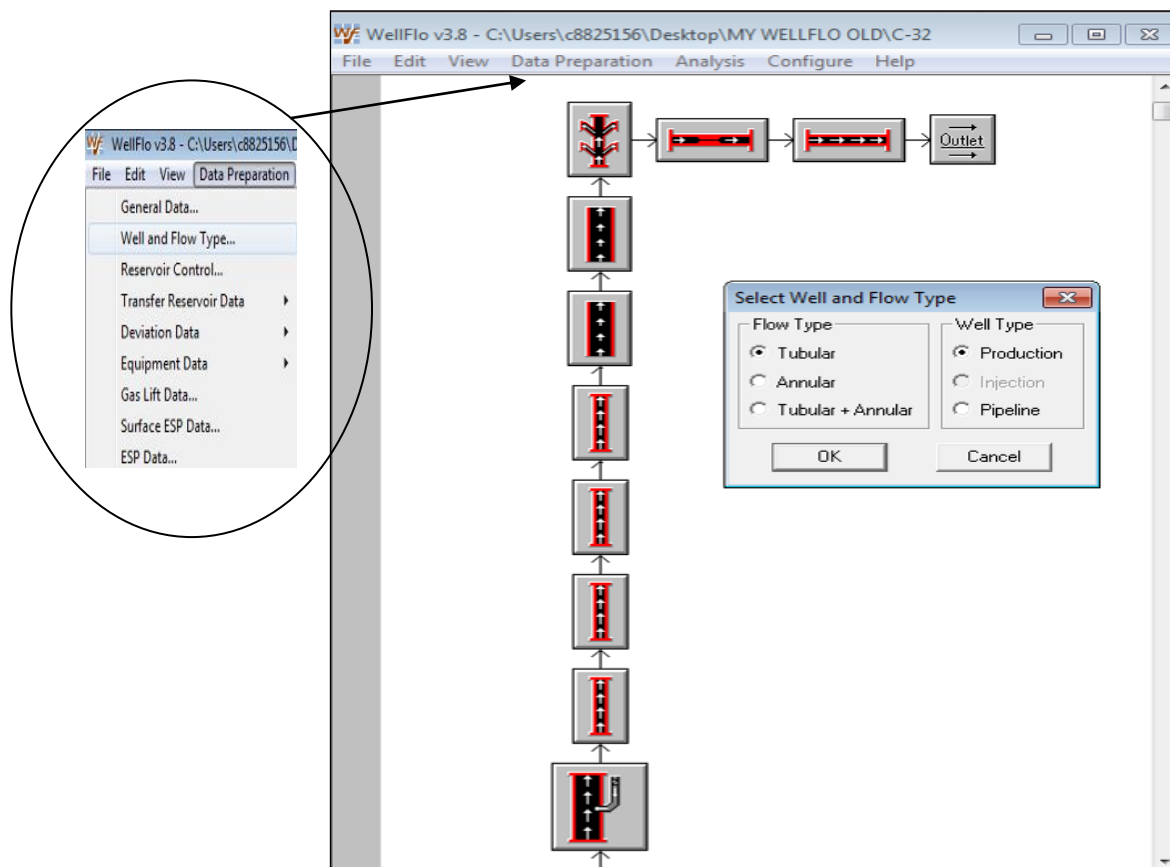 WellFlo v3.8 - C:\Users\c8825156\Desktop\MY WELLFLO OLD\C-32
File Edit View Data Preparation Analysis Configure Help
WellFlo v3.8 - C:\Users\c8825156\
File Edit View Data Preparation
General Data...
Well and Flow Type...
Reservoir Control...
Transfer Reservoir Data
Deviation Data
Equipment Data
Gas Lift Data...
Surface ESP Data...
ESP Data...
Outlet
Select Well and Flow Type
Flow Type
Tubular
Annular
Tubular + Annular
Well Type
Production
Injection
Pipeline
OK Cancel